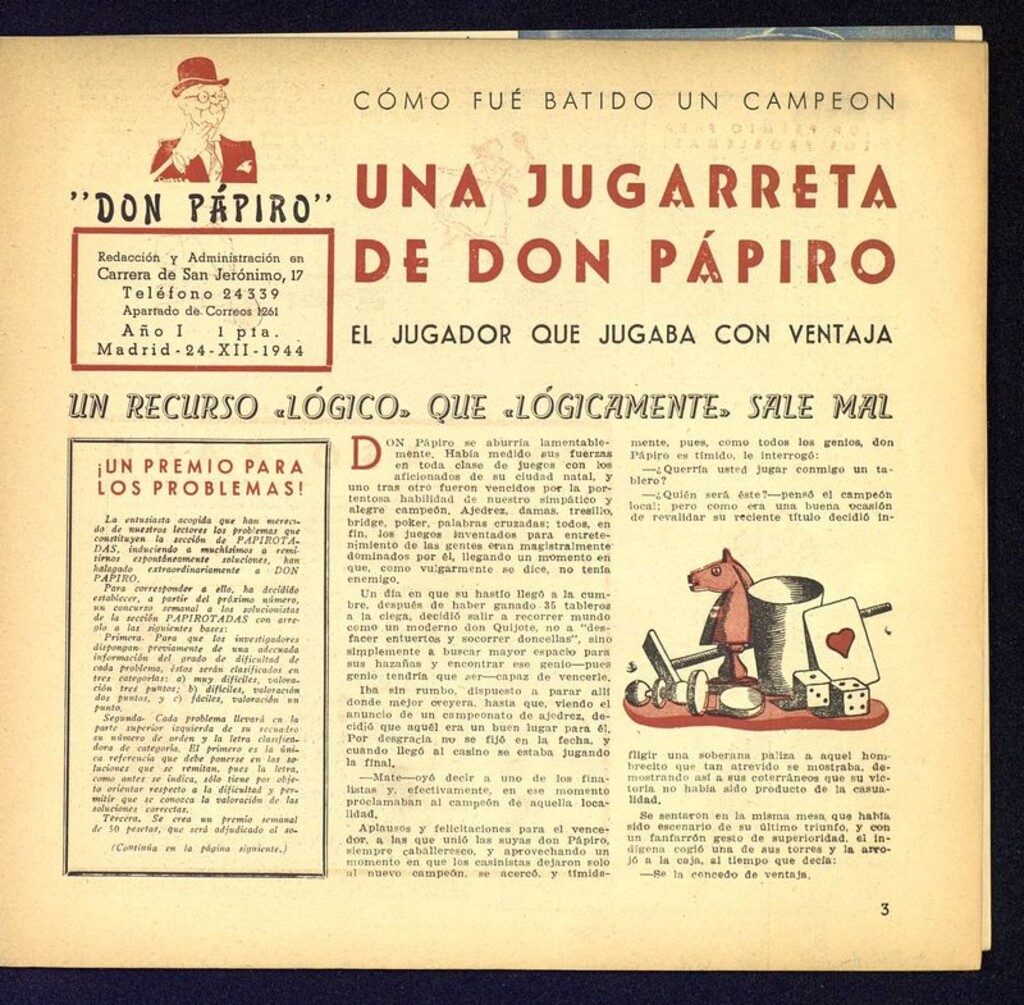 "DON PÁPIRO"
Redacción y Administración en
Carrera de San Jerónimo, 17
Teléfono 24339
Apartado de Correos 1261
Año I 1 pta.
Madrid-24-XII-1944
CÓMO FUÉ BATIDO UN CAMPEON
UNA JUGARRETA
DE DON PÁPIRO
EL JUGADOR QUE JUGABA CON VENTAJA
UN RECURSO «LÓGICO» QUE «LÓGICAMENTE» SALE MAL
¡UN PREMIO PARA
LOS PROBLEMAS!
La entusiasta acogida que han mereci-
do de nuestros lectores los problemas que
constituyen la sección de PAPIROTA-
DAS, induciendo a muchísimos a remi-
tirnos espontáneamente soluciones, han
halagado extraordinariamente a DON
PAPIRO.
Para corresponder a ello, ha decidido
establecer, a partir del próximo número,
un concurso semanal a los solucionistas
de la sección PAPIROTADAS con arre-
glo a las siguientes bases:
Primera. Para que los investigadores
dispongan previamente de una adecuada
información del grado de dificultad de
cada problema, éstos serán clasificados en
tres categorías: a) muy difíciles, valora-
ción tres puntos; b) difíciles, valoración
dos puntos, y c) fáciles, valoración un
punto.
Segunda. Cada problema llevará en la
parte superior izquierda de su recuadro
su número de orden y la letra clasifica-
dora de categoría. El primero es la úni-
ca referencia que debe ponerse en las so-
luciones que se remitan, pues la letra,
como antes se indica, sólo tiene por obje-
to orientar respecto a la dificultad y per-
mitir que se conozca la valoración de las
soluciones correctas.
Tercera. Se crea un premio semanal
de 50 pesetas, que será adjudicado al so-
(Continúa en la página siguiente.)
DON Pápiro se aburría lamentable-
mente. Había medido sus fuerzas
en toda clase de juegos con los
aficionados de su ciudad natal, y
uno tras otro fueron vencidos por la por-
tentosa habilidad de nuestro simpático y
alegre campeón. Ajedrez, damas, tresillo,
bridge, poker, palabras cruzadas; todos, en
fin, los juegos inventados para entrete-
nimiento de las gentes eran magistralmente
dominados por él, llegando un momento en
que, como vulgarmente se dice, no tenía
enemigo.
Un día en que su hastío llegó a la cum-
bre, después de haber ganado 35 tableros
a la ciega, decidió salir a recorrer mundo
como un moderno don Quijote, no a "des-
facer entuertos y socorrer doncellas", sino
simplemente a buscar mayor espacio para
sus hazañas y encontrar ese genio—pues
genio tendría que ser—capaz de vencerle.
Iba sin rumbo, dispuesto a parar allí
donde mejor oveyera, hasta que, viendo el
anuncio de un campeonato de ajedrez, de-
cidió que aquél era un buen lugar para él.
Por desgracia no se fijó en la fecha, y
cuando llegó al casino se estaba jugando
la final.
—Mate—oyó decir a uno de los fina-
listas y, efectivamente, en ese momento
proclamaban al campeón de aquella loca-
lidad.
Aplausos y felicitaciones para el vence-
dor, a las que unió las suyas don Pápiro,
siempre caballeresco, y aprovechando un
momento en que los casinistas dejaron solo
al nuevo campeón, se acercó, y tímida-
mente, pues, como todos los genios, don
Pápiro es tímido, le interrogó:
—¿Querría usted jugar conmigo un ta-
blero?
—¿Quién será éste?—pensó el campeón
local; pero como era una buena ocasión
de revalidar su reciente título decidió in-
fligir una soberana paliza a aquel hom-
brecito que tan atrevido se mostraba, de-
mostrando así a sus coterráneos que su vic-
toria no había sido producto de la casua-
lidad.
Se sentaron en la misma mesa que había
sido escenario de su último triunfo, y con
un fanfarrón gesto de superioridad, el in-
dígena cogió una de sus torres y la arro-
jó a la caja, al tiempo que decía:
—Se la concedo de ventaja.
3